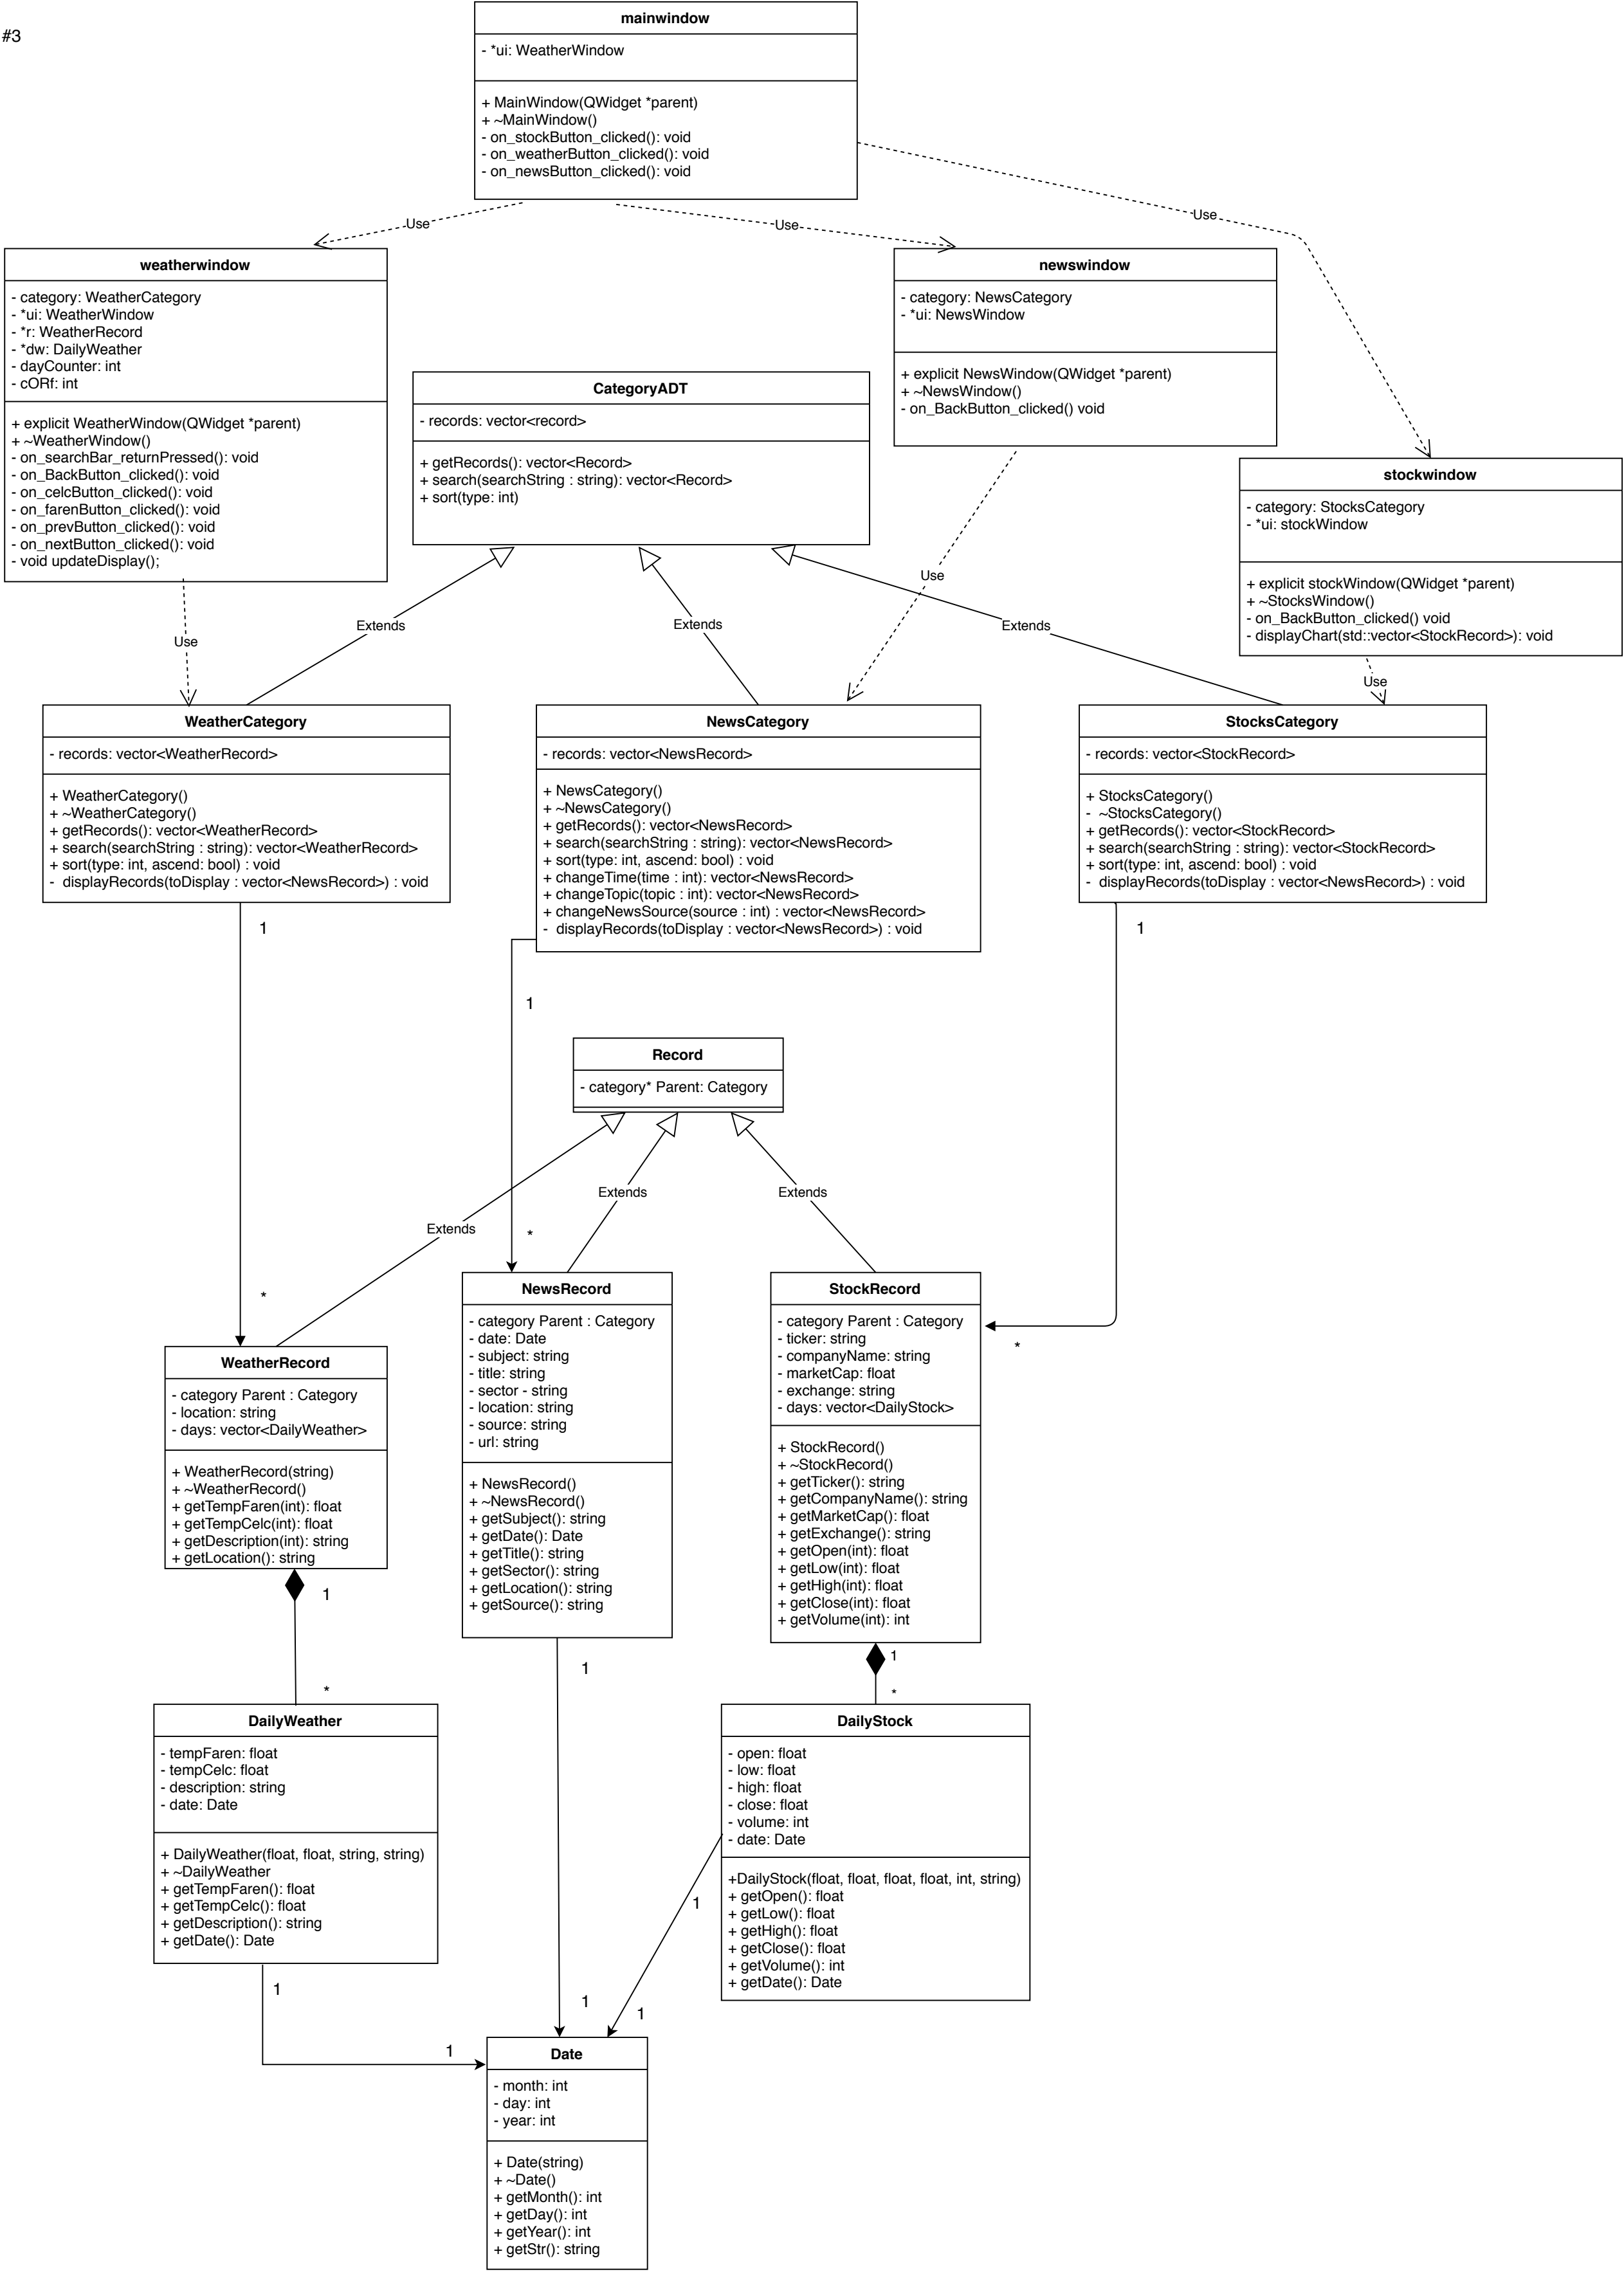 #3
mainwindow
- *ui: WeatherWindow
+ MainWindow(QWidget *parent)
+ ~MainWindow()
- on_stockButton_clicked(): void
- on_weatherButton_clicked(): void
- on_newsButton_clicked(): void
Use
Use
Use
weatherwindow
- category: WeatherCategory
- *ui: WeatherWindow
- *r: WeatherRecord
- *dw: DailyWeather
- dayCounter: int
- cORf: int
+ explicit WeatherWindow(QWidget *parent)
+ ~WeatherWindow()
- on_searchBar_returnPressed(): void
- on_BackButton_clicked(): void
- on_celcButton_clicked(): void
- on_farenButton_clicked(): void
- on_prevButton_clicked(): void
- on_nextButton_clicked(): void
- void updateDisplay();
newswindow
- category: NewsCategory
- *ui: NewsWindow
+ explicit NewsWindow(QWidget *parent)
+ ~NewsWindow()
- on_BackButton_clicked() void
CategoryADT
- records: vector<record>
+ getRecords(): vector<Record>
+ search(searchString : string): vector<Record>
+ sort(type: int)
stockwindow
- category: StocksCategory
- *ui: stockWindow
+ explicit stockWindow(QWidget *parent)
+ ~StocksWindow()
- on_BackButton_clicked() void
- displayChart(std::vector<StockRecord>): void
Use
Extends
Extends
Use
Extends
Use
WeatherCategory
- records: vector<WeatherRecord>
+ WeatherCategory()
+ ~WeatherCategory()
+ getRecords(): vector<WeatherRecord>
+ search(searchString : string): vector<WeatherRecord>
+ sort(type: int, ascend: bool) : void
- displayRecords(toDisplay : vector<NewsRecord>) : void
NewsCategory
- records: vector<NewsRecord>
+ NewsCategory()
+ ~NewsCategory()
+ getRecords(): vector<NewsRecord>
+ search(searchString : string): vector<NewsRecord>
+ sort(type: int, ascend: bool) : void
+ changeTime(time : int): vector<NewsRecord>
+ changeTopic(topic : int): vector<NewsRecord>
+ changeNewsSource(source : int) : vector<NewsRecord>
- displayRecords(toDisplay : vector<NewsRecord>) : void
StocksCategory
- records: vector<StockRecord>
+ StocksCategory()
- ~StocksCategory()
+ getRecords(): vector<StockRecord>
+ search(searchString : string): vector<StockRecord>
+ sort(type: int, ascend: bool) : void
- displayRecords(toDisplay : vector<NewsRecord>) : void
1
1
1
Record
- category* Parent: Category
Extends
Extends
Extends
*
*
*
WeatherRecord
- category Parent : Category
- location: string
- days: vector<DailyWeather>
+ WeatherRecord(string)
+ ~WeatherRecord()
+ getTempFaren(int): float
+ getTempCelc(int): float
+ getDescription(int): string
+ getLocation(): string
NewsRecord
- category Parent : Category
- date: Date
- subject: string
- title: string
- sector - string
- location: string
- source: string
- url: string
+ NewsRecord()
+ ~NewsRecord()
+ getSubject(): string
+ getDate(): Date
+ getTitle(): string
+ getSector(): string
+ getLocation(): string
+ getSource(): string
StockRecord
- category Parent : Category
- ticker: string
- companyName: string
- marketCap: float
- exchange: string
- days: vector<DailyStock>
+ StockRecord()
+ ~StockRecord()
+ getTicker(): string
+ getCompanyName(): string
+ getMarketCap(): float
+ getExchange(): string
+ getOpen(int): float
+ getLow(int): float
+ getHigh(int): float
+ getClose(int): float
+ getVolume(int): int
1
*
1
1
*
DailyWeather
- tempFaren: float
- tempCelc: float
- description: string
- date: Date
+ DailyWeather(float, float, string, string)
+ ~DailyWeather
+ getTempFaren(): float
+ getTempCelc(): float
+ getDescription(): string
+ getDate(): Date
DailyStock
- open: float
- low: float
- high: float
- close: float
- volume: int
- date: Date
+DailyStock(float, float, float, float, int, string)
+ getOpen(): float
+ getLow(): float
+ getHigh(): float
+ getClose(): float
+ getVolume(): int
+ getDate(): Date
1
1
1
1
1
Date
- month: int
- day: int
- year: int
+ Date(string)
+ ~Date()
+ getMonth(): int
+ getDay(): int
+ getYear(): int
+ getStr(): string